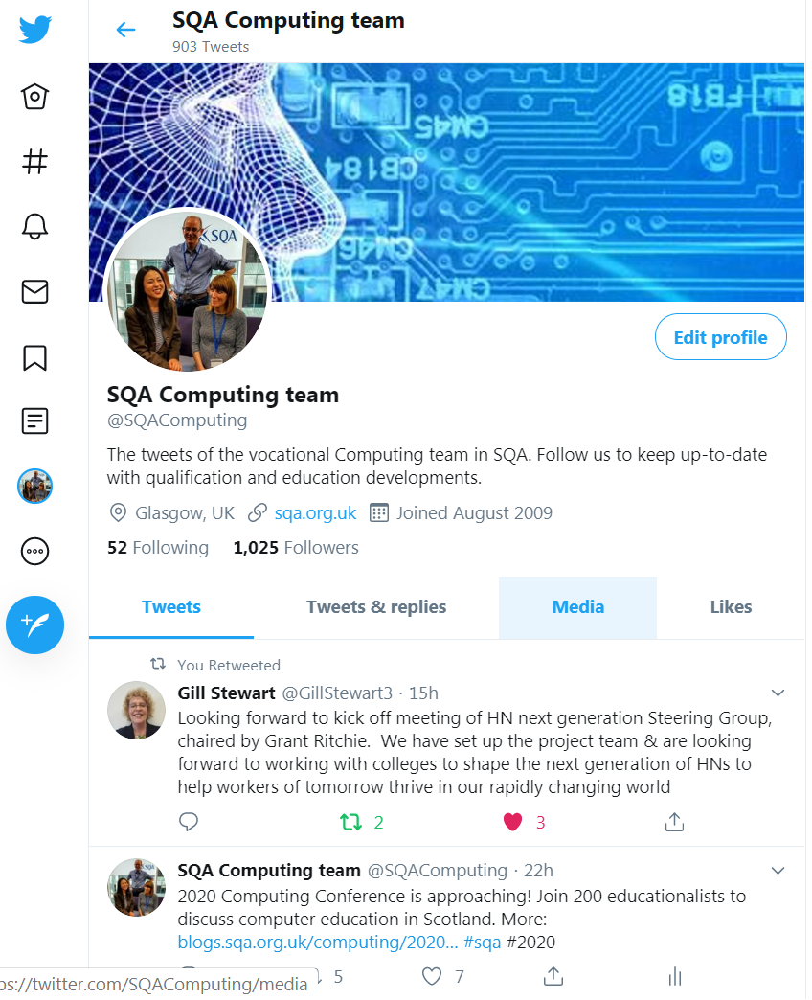 SQA Computing team
903 Tweets
CM45
F8184
CB184
CM46
CM47
SQA
Edit profile
SQA Computing team
@SQAComputing
The tweets of the vocational Computing team in SQA. Follow us to keep up-to-date
with qualification and education developments.
Glasgow, UK sqa.org.uk Joined August 2009
52 Following 1,025 Followers
Tweets Tweets & replies Media Likes
You Retweeted
Gill Stewart @GillStewart3 · 15h
Looking forward to kick off meeting of HN next generation Steering Group,
chaired by Grant Ritchie. We have set up the project team & are looking
forward to working with colleges to shape the next generation of HNs to
help workers of tomorrow thrive in our rapidly changing world
2 3
SQA Computing team @SQAComputing · 22h
2020 Computing Conference is approaching! Join 200 educationalists to
discuss computer education in Scotland. More:
blogs.sqa.org.uk/computing/2020... #sqa #2020
5 7
ps://twitter.com/SQAComputing/media